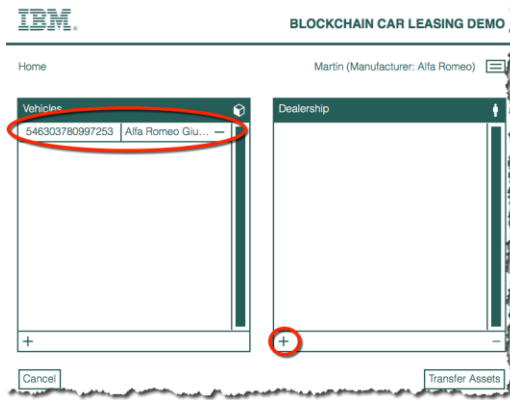 IBM.
BLOCKCHAIN CAR LEASING DEMO
Home
Martin (Manufacturer: Alfa Romeo)
Vehicles
Dealership
546303780997253 Alfa Romeo Giu... −
+
+ −
Cancel
Transfer Assets